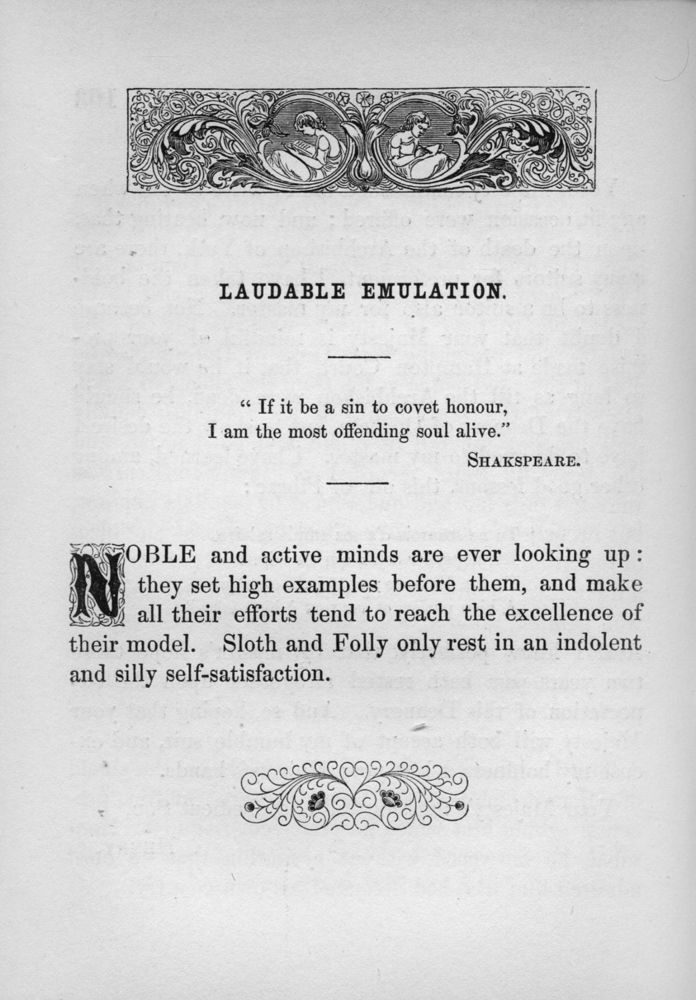 LAUDABLE EMULATION.
“ If it be a sin to covet honour,
I am the most offending soul alive.”
SHAKSPEARE.
NOBLE and active minds are ever looking up :
they set high examples before them, and make
all their efforts tend to reach the excellence of
their model. Sloth and Folly only rest in an indolent
and silly self-satisfaction.